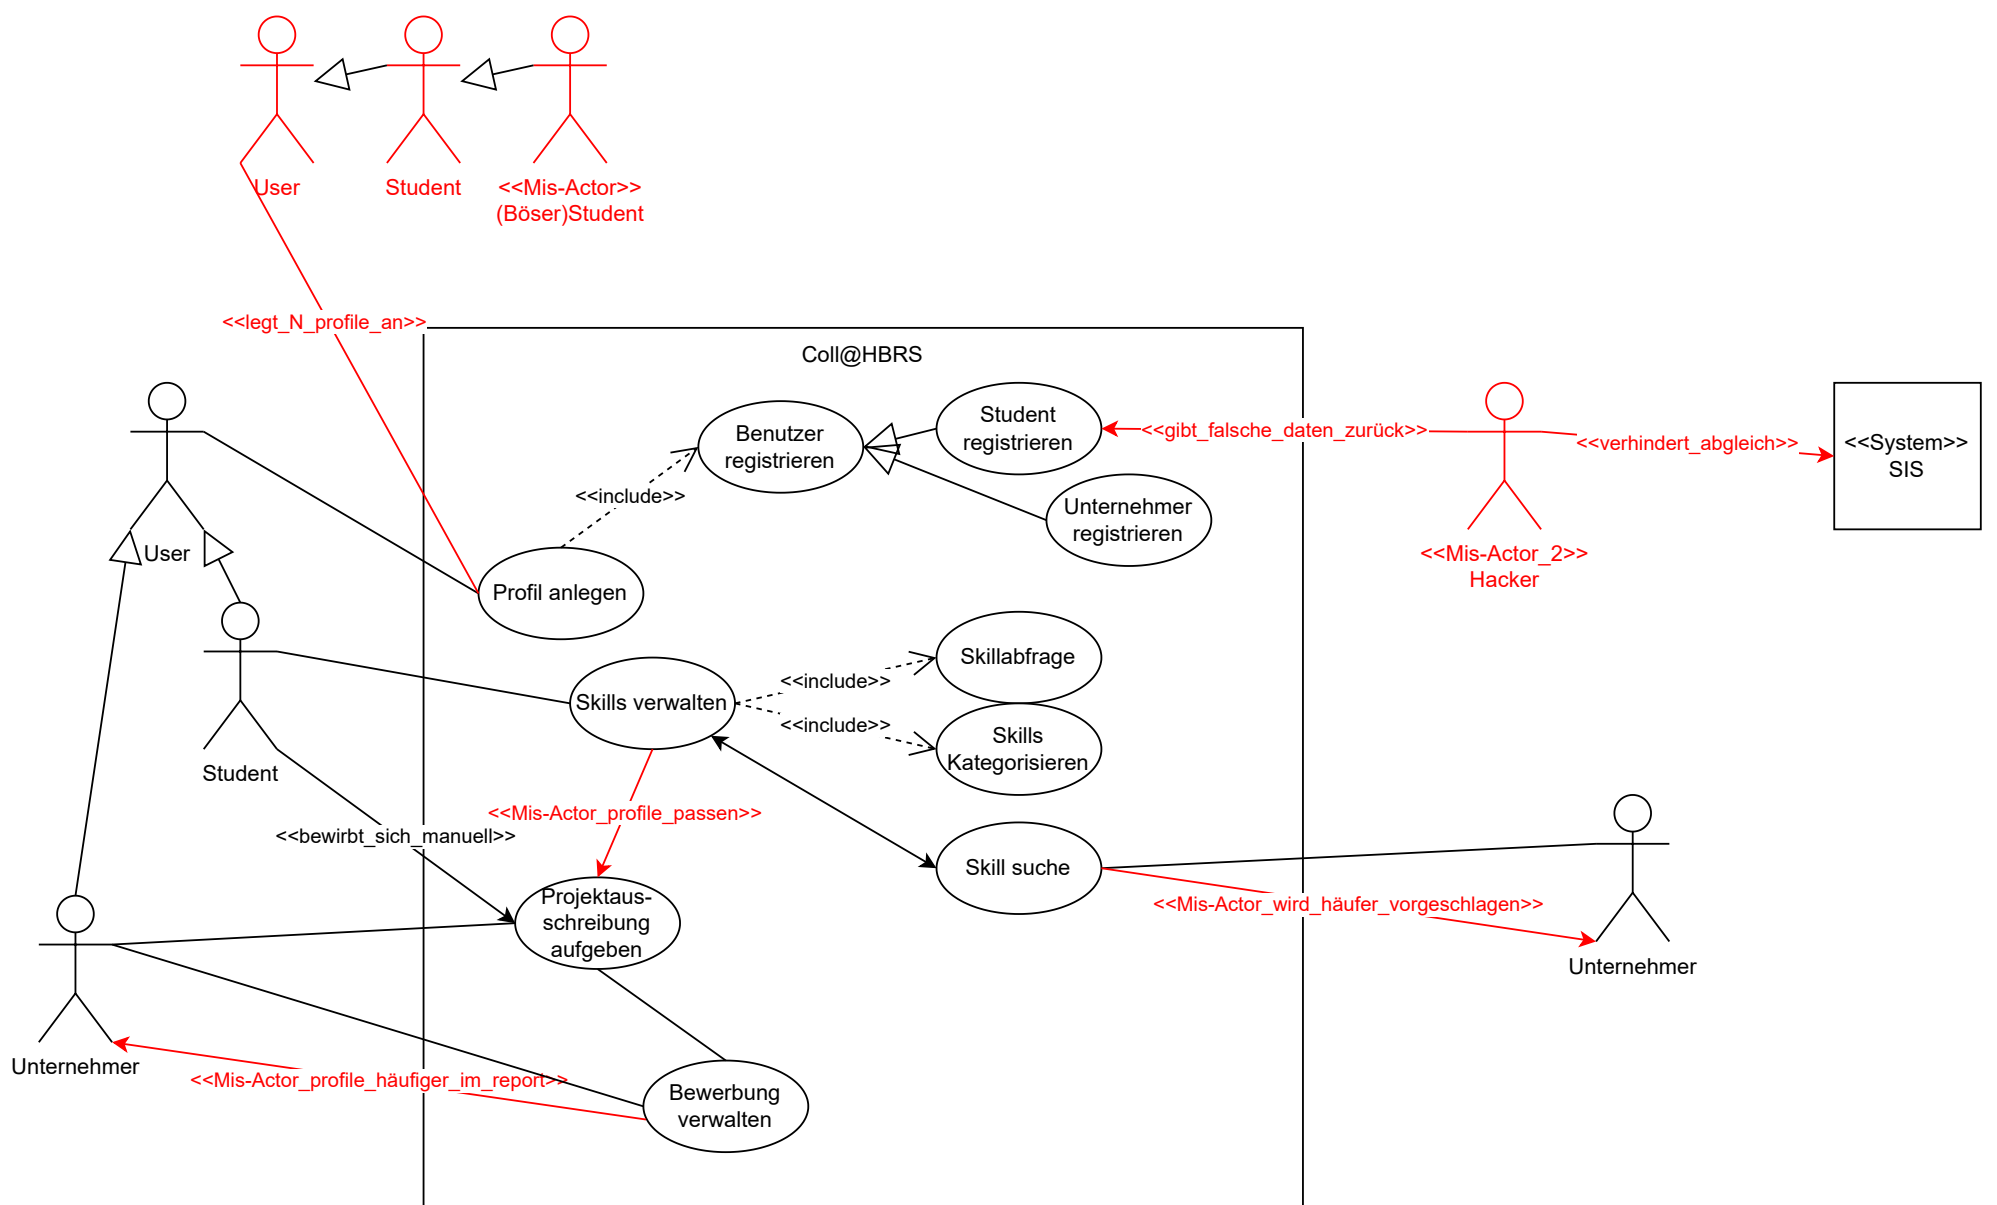 User
Student
<<Mis-Actor>>
(Böser)Student
<<legt_N_profile_an>>
Coll@HBRS
Benutzer
registrieren
Student
registrieren
<<gibt_falsche_daten_zurück>>
<<verhindert_abgleich>>
<<System>>
SIS
<<include>>
Unternehmer
registrieren
User
<<Mis-Actor_2>>
Hacker
Profil anlegen
Skillabfrage
<<include>>
Skills verwalten
<<include>>
Skills
Kategorisieren
Student
<<Mis-Actor_profile_passen>>
<<bewirbt_sich_manuell>>
Skill suche
Projektaus-
schreibung
aufgeben
<<Mis-Actor_wird_häufer_vorgeschlagen>>
Unternehmer
Unternehmer
<<Mis-Actor_profile_häufiger_im_report>>
Bewerbung
verwalten